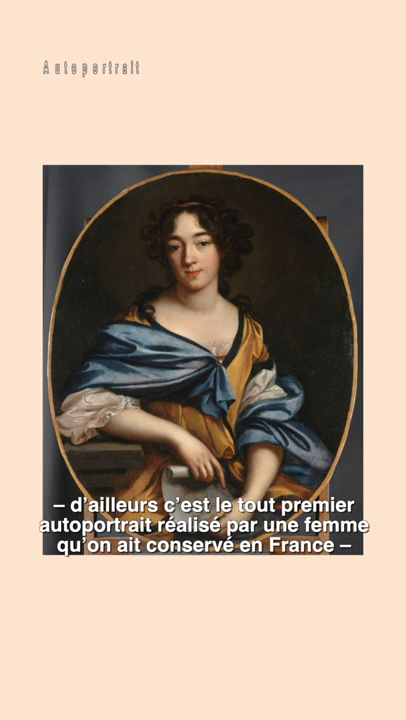 Autoportrait
– d’ailleurs c’est le tout premier
autoportrait réalisé par une femme
qu’on ait conservé en France –